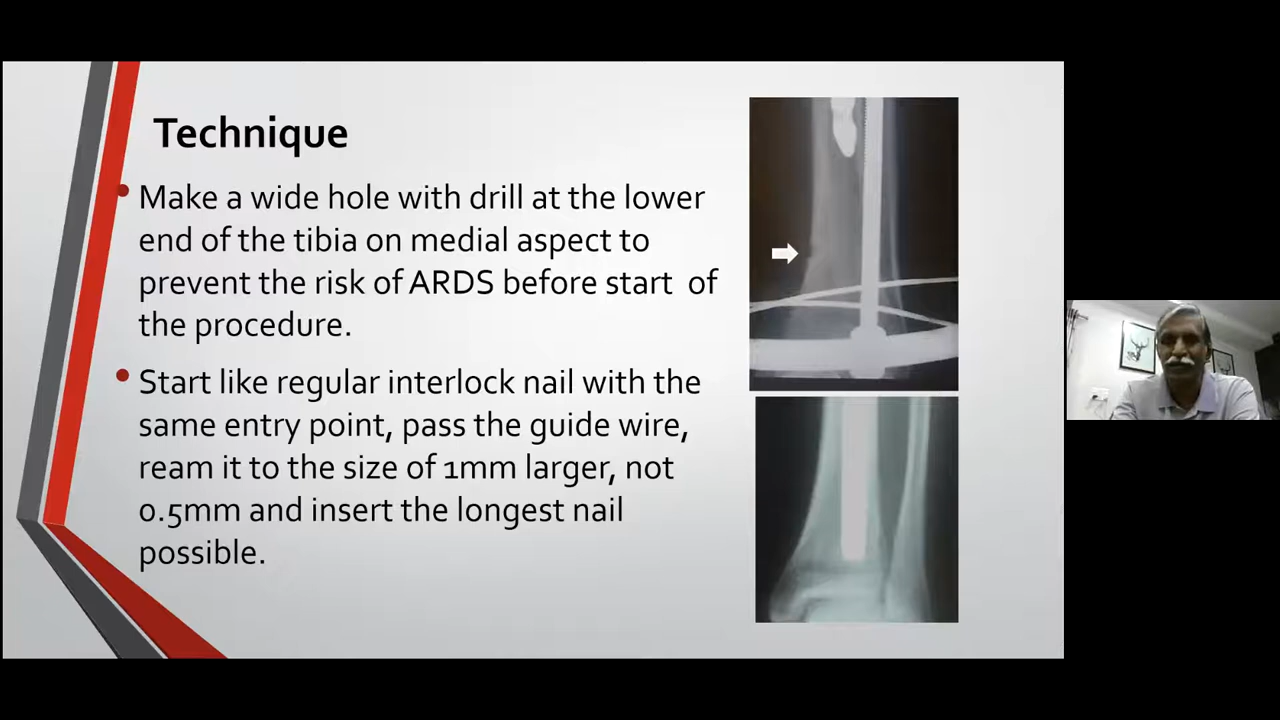 Technique
Make a wide hole with drill at the lower
end of the tibia on medial aspect to
prevent the risk of ARDS before start of
the procedure.
Start like regular interlock nail with the
same entry point, pass the guide wire,
ream it to the size of 1mm larger, not
0.5mm and insert the longest nail
possible.